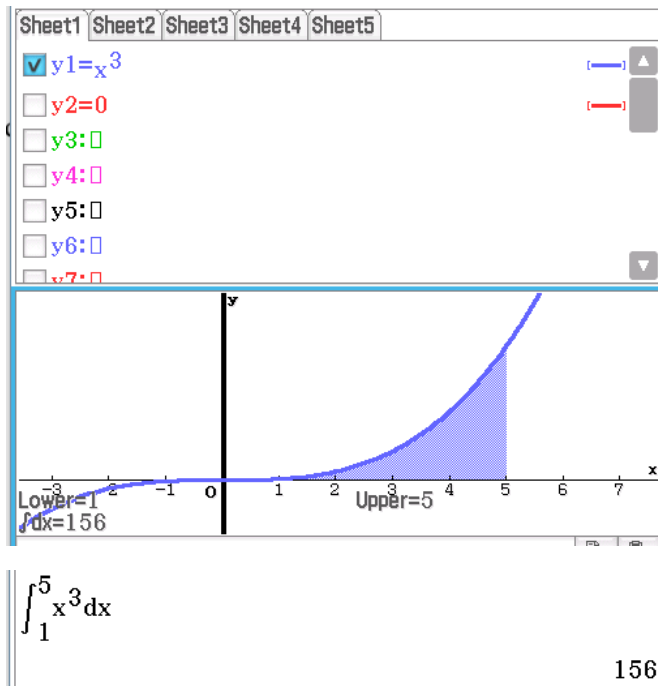 Sheet1 Sheet2 Sheet3 Sheet4 Sheet5
y1=x³
y2=0
y3:▯
y4:▯
y5:▯
y6:▯
y7:▯
y
x
-3 -2 -1 0 1 2 3 4 5 6 7
Lower=1 Upper=5
∫dx=156
∫₁⁵x³dx
156